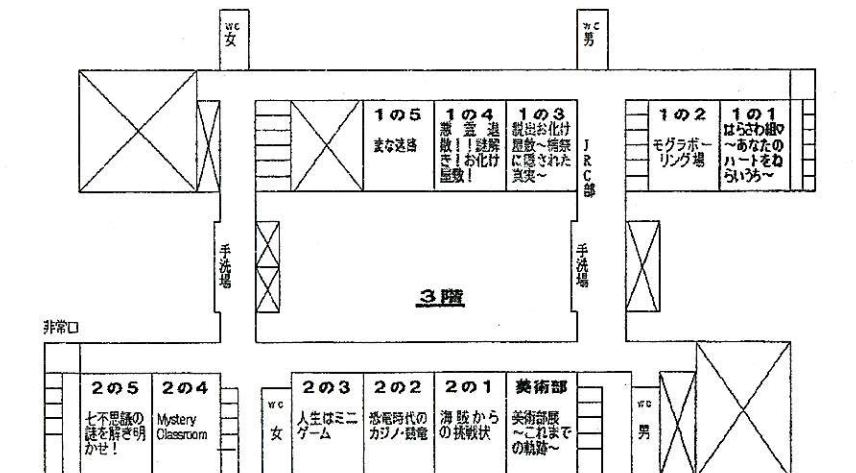 wc
女
wc
男
1の5
変な迷路
1の4
悪霊退
散!!謎解
き!お化け
屋敷!
1の3
脱出お化け
屋敷~楠祭
に隠された
真実~
JRC部
1の2
モグラボー
リング場
1の1
はらさわ組♡
~あなたの
ハートをね
らいうち~
手洗場
手洗場
3階
非常口
2の5
七不思議の
謎を解き明
かせ!
2の4
Mystery
Classroom
wc
女
2の3
人生はミニ
ゲーム
2の2
恐竜時代の
カジノ・
2の1
海賊から
の挑戦状
美術部
美術部展
~これまで
の軌跡~
wc
男